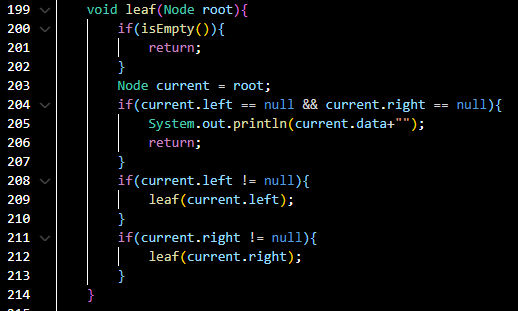 199 void leaf(Node root){
200 if(isEmpty()){
201 return;
202 }
203 Node current = root;
204 if(current.left == null && current.right == null){
205 System.out.println(current.data+"");
206 return;
207 }
208 if(current.left != null){
209 leaf(current.left);
210 }
211 if(current.right != null){
212 leaf(current.right);
213 }
214 }